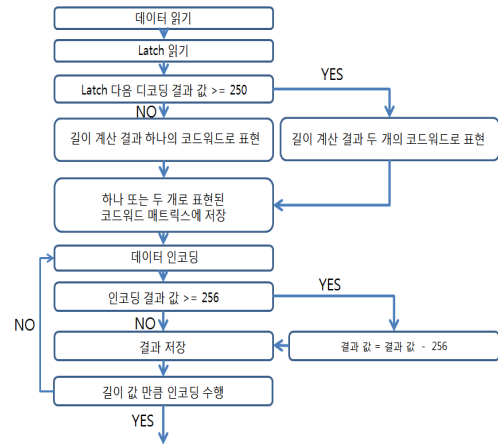 데이터 읽기
Latch 읽기
Latch 다음 디코딩 결과 값 >= 250
YES
NO
길이 계산 결과 하나의 코드워드로 표현
길이 계산 결과 두 개의 코드워드로 표현
하나 또는 두 개로 표현된
코드워드 매트릭스에 저장
데이터 인코딩
인코딩 결과 값 >= 256
YES
NO
NO
결과 저장
결과 값 = 결과 값 - 256
길이 값 만큼 인코딩 수행
YES